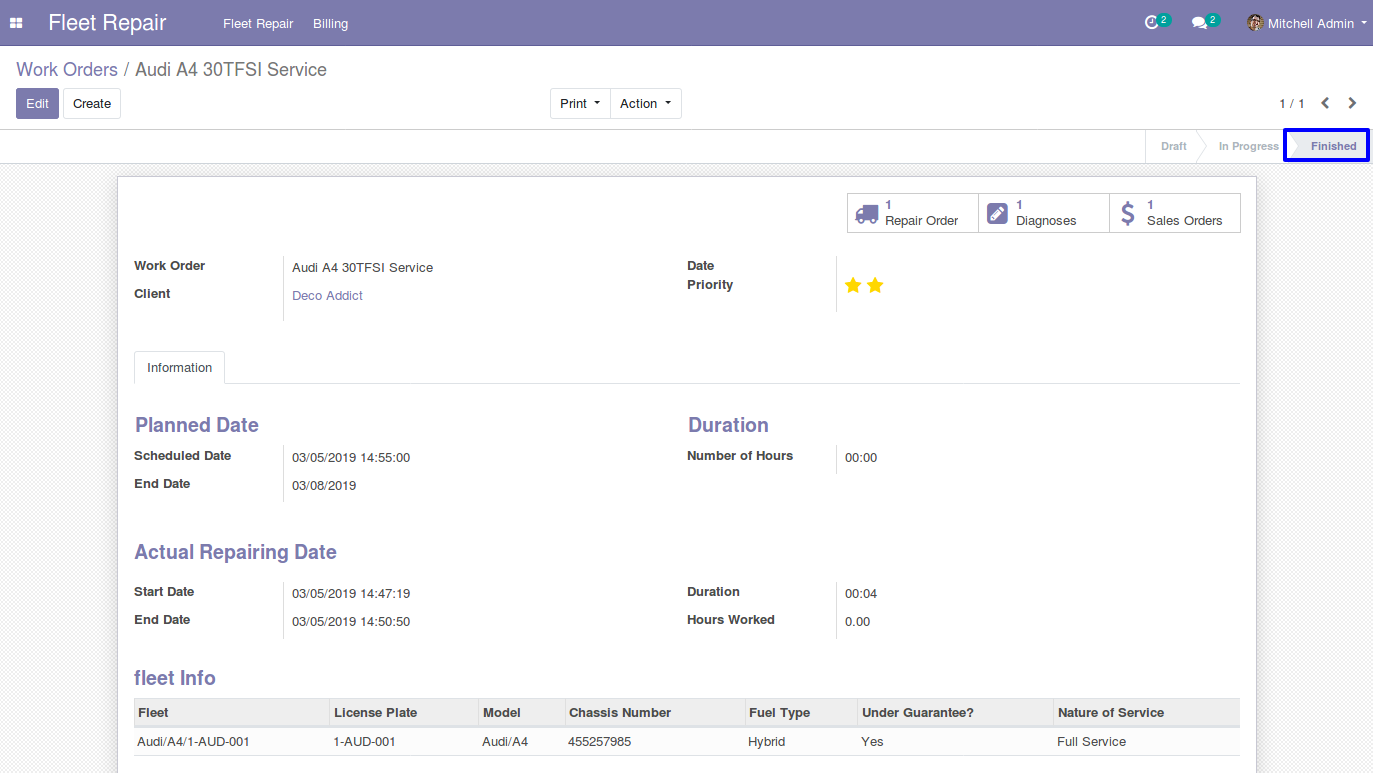 Fleet Repair Fleet Repair Billing 2 2 Mitchell Admin
Work Orders / Audi A4 30TFSI Service
Edit Create Print Action 1 / 1
Draft In Progress Finished
1 Repair Order 1 Diagnoses 1 Sales Orders
Work Order Audi A4 30TFSI Service Date
Client Deco Addict Priority
Information
Planned Date Duration
Scheduled Date 03/05/2019 14:55:00 Number of Hours 00:00
End Date 03/08/2019
Actual Repairing Date
Start Date 03/05/2019 14:47:19 Duration 00:04
End Date 03/05/2019 14:50:50 Hours Worked 0.00
fleet Info
Fleet License Plate Model Chassis Number Fuel Type Under Guarantee? Nature of Service
Audi/A4/1-AUD-001 1-AUD-001 Audi/A4 455257985 Hybrid Yes Full Service